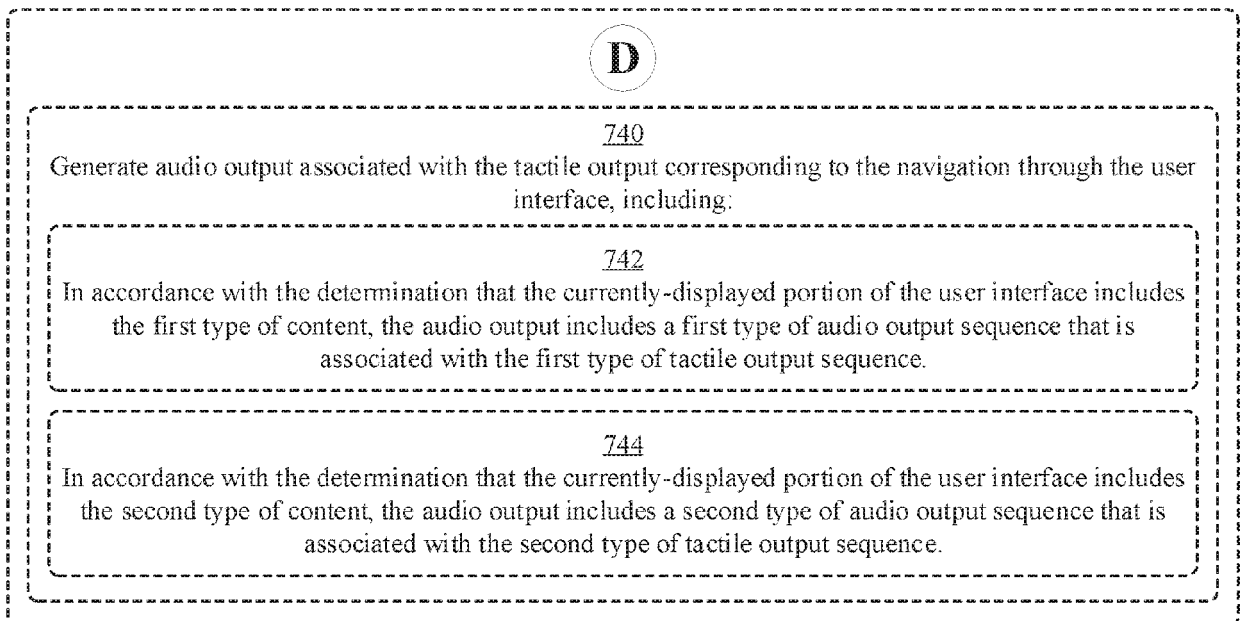 D
740
Generate audio output associated with the tactile output corresponding to the navigation through the user
interface, including:
742
In accordance with the determination that the currently-displayed portion of the user interface includes
the first type of content, the audio output includes a first type of audio output sequence that is
associated with the first type of tactile output sequence.
744
In accordance with the determination that the currently-displayed portion of the user interface includes
the second type of content, the audio output includes a second type of audio output sequence that is
associated with the second type of tactile output sequence.